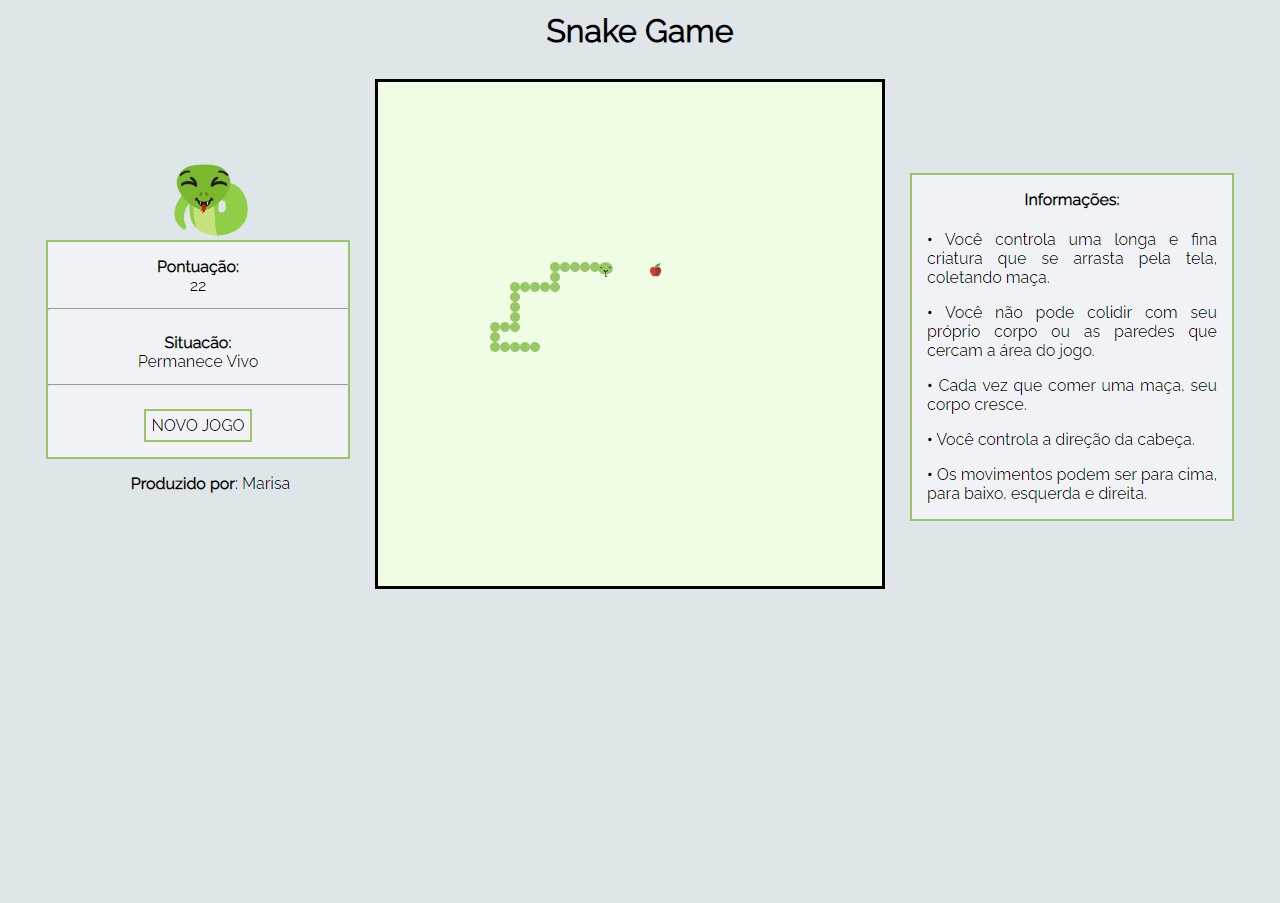 Snake Game
Pontuação:
22
Situacão:
Permanece Vivo
NOVO JOGO
Produzido por: Marisa
Informações:
• Você controla uma longa e fina
criatura que se arrasta pela tela,
coletando maça.
• Você não pode colidir com seu
próprio corpo ou as paredes que
cercam a área do jogo.
• Cada vez que comer uma maça, seu
corpo cresce.
• Você controla a direção da cabeça.
• Os movimentos podem ser para cima,
para baixo, esquerda e direita.